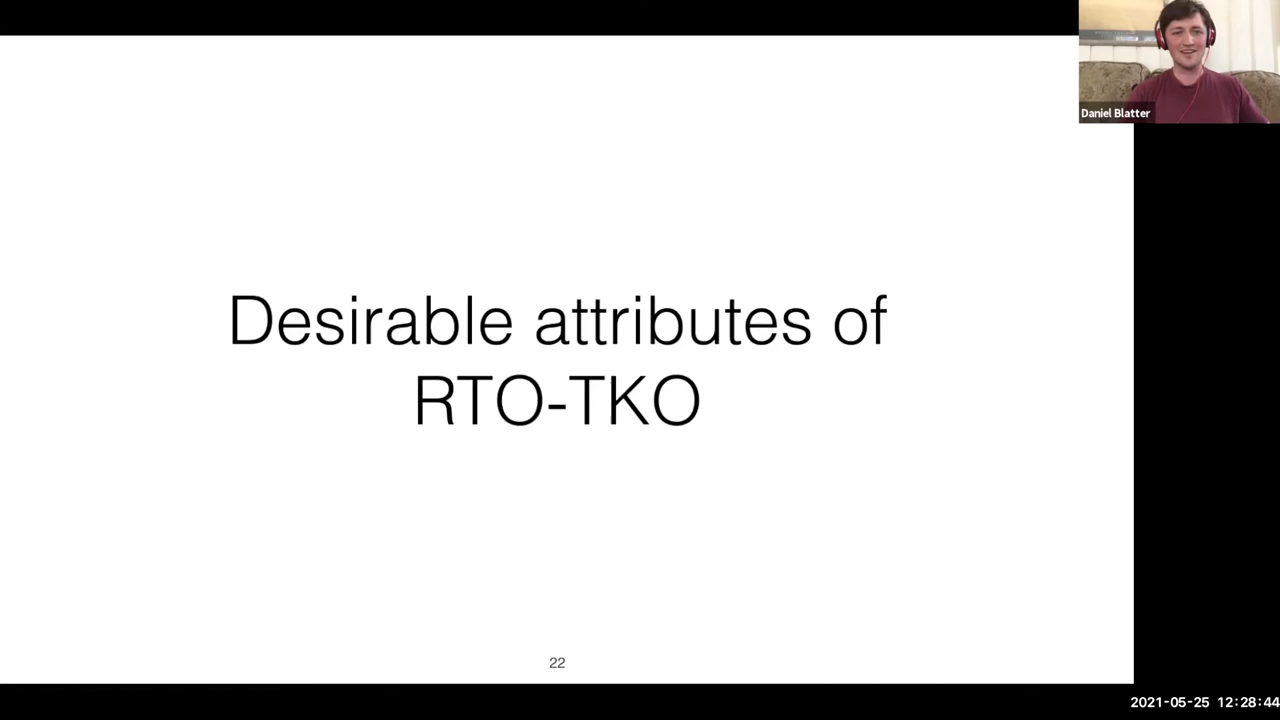 Daniel Blatter
Desirable attributes of
RTO-TKO
22
2021-05-25 12:28:44